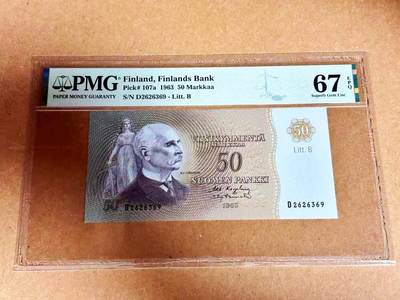 PMG
PAPER MONEY GUARANTY
Finland, Finlands Bank
Pick# 107a 1963 50 Markkaa
S/N D2626369 - Litt. B
67 EPQ
Superb Gem Unc
VIISIKYMMENTÄ
MARKKAA
50
SUOMEN PANKKI
1963
50
Litt. B
50
D2626369
D2626369